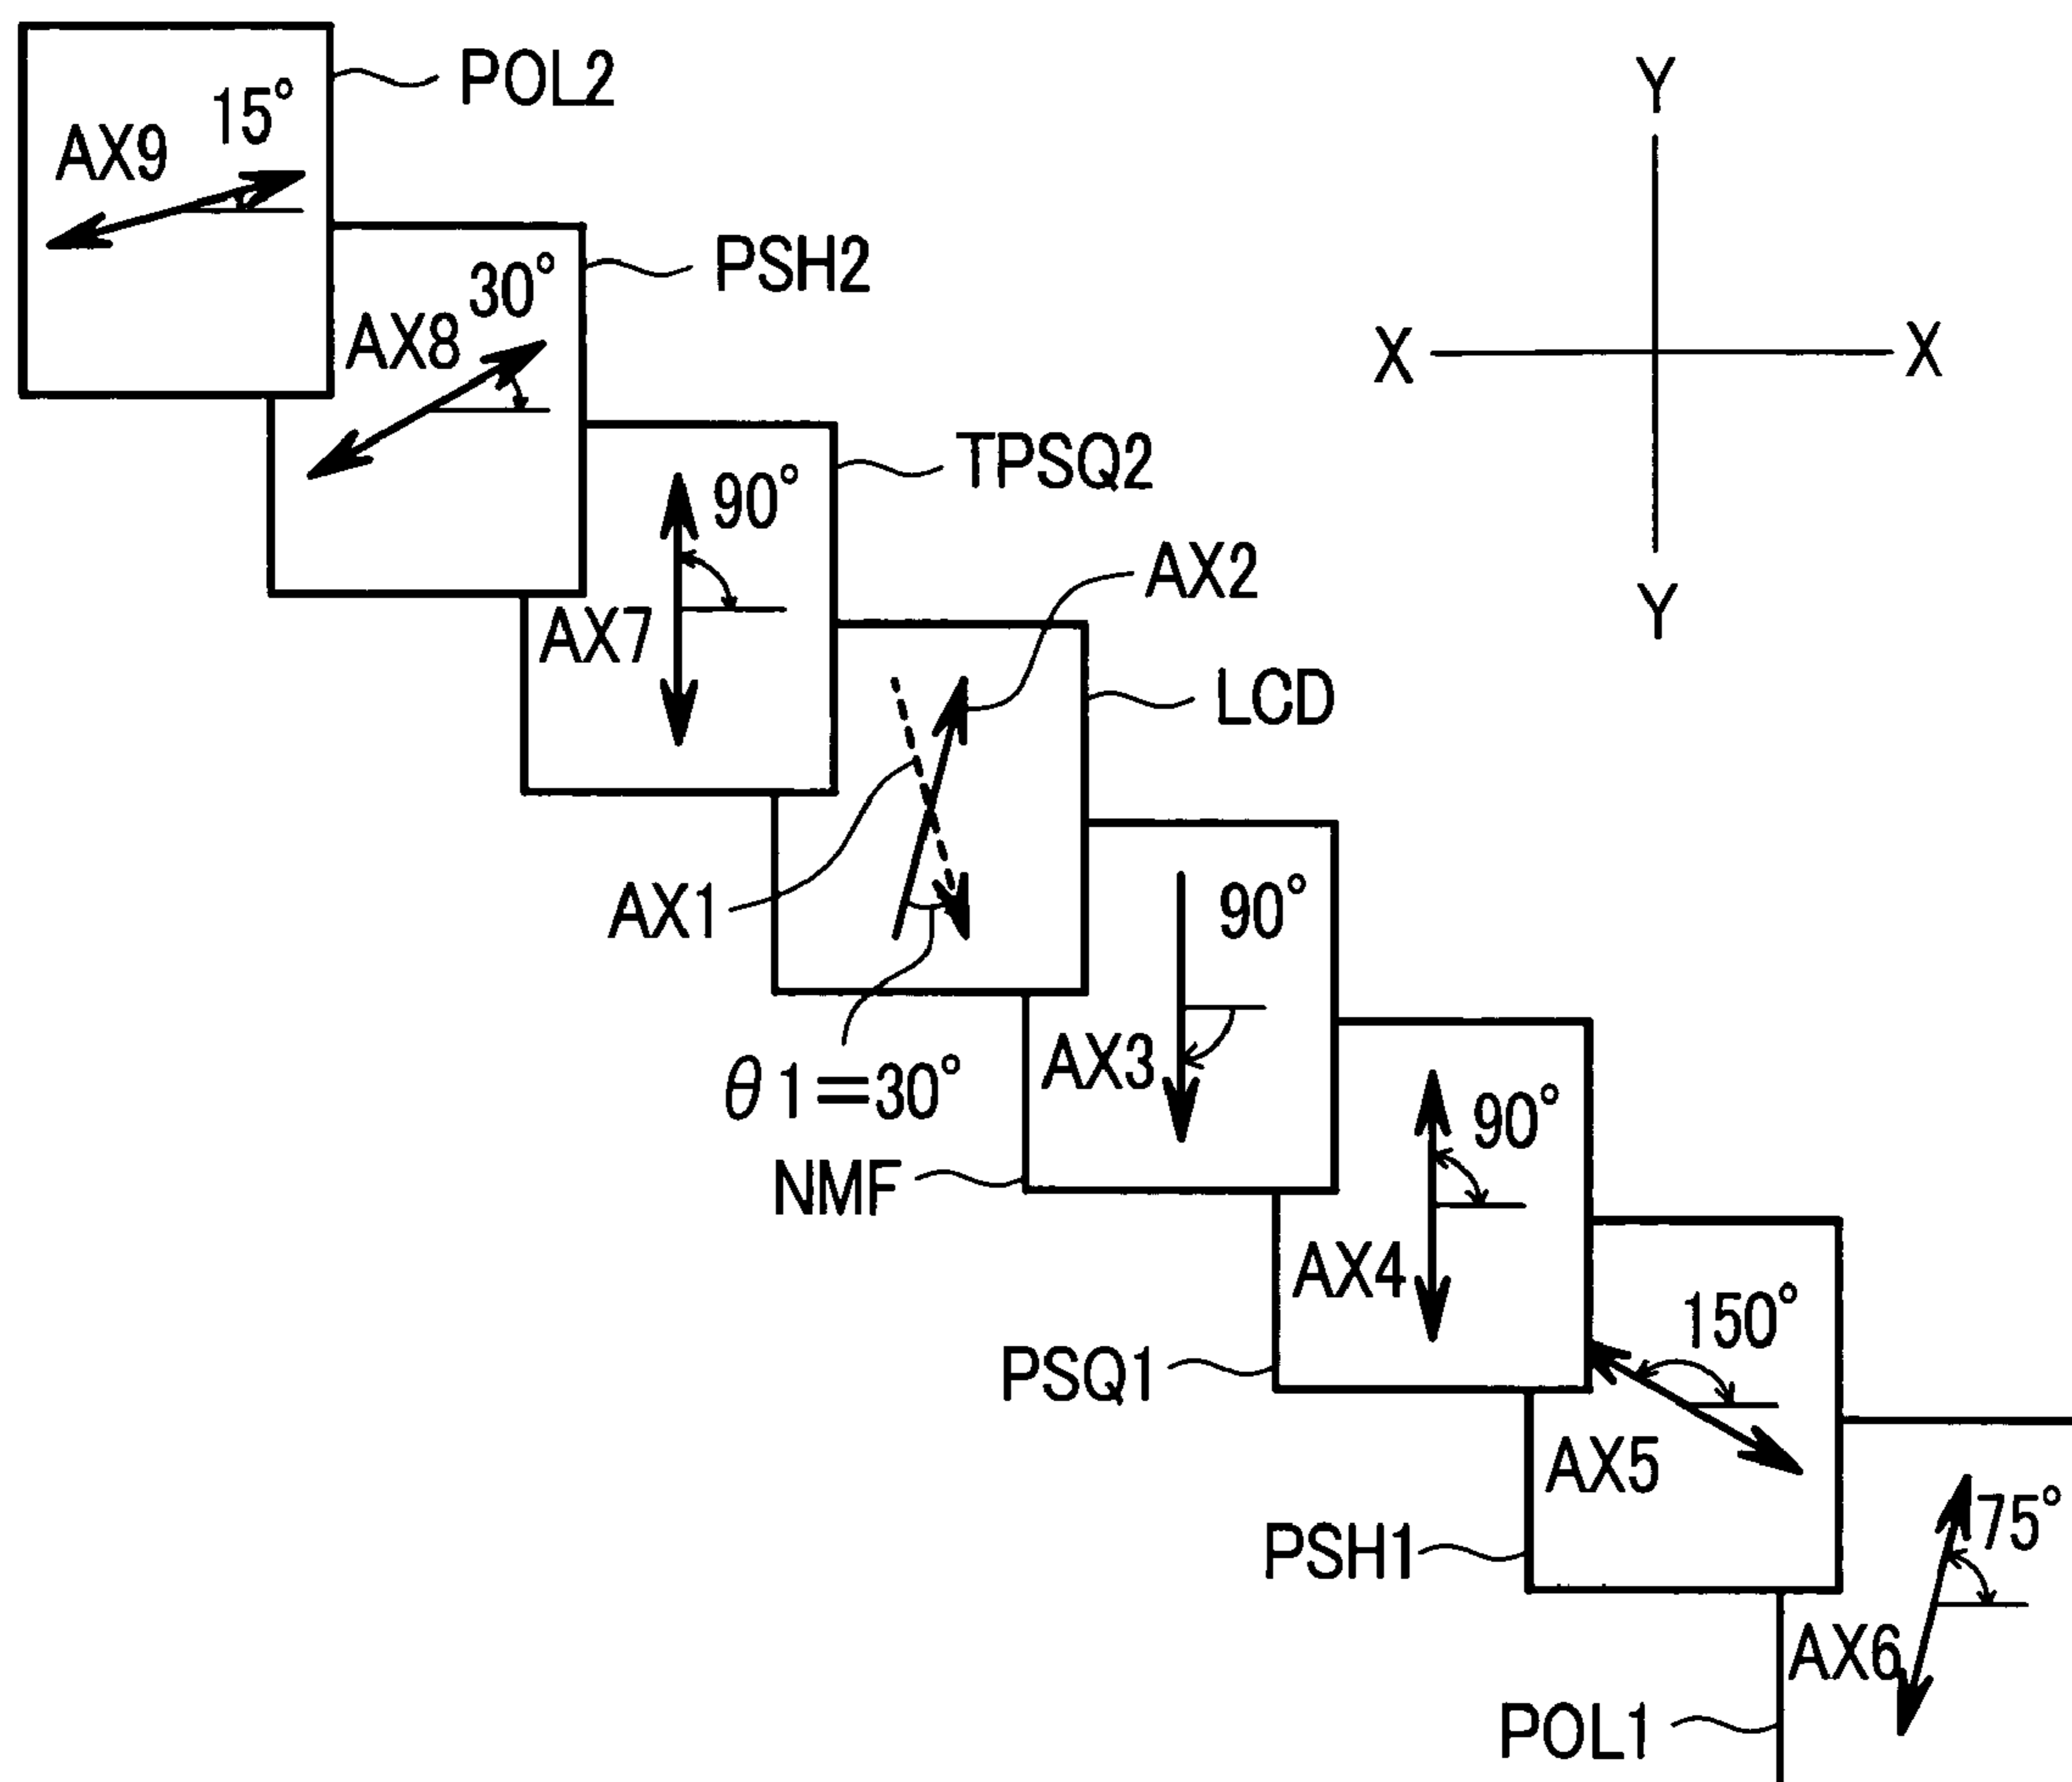 POL2
15°
AX9
Y
PSH2
30°
AX8
X
X
TPSQ2
90°
AX7
Y
AX2
LCD
AX1
90°
AX3
θ1=30°
NMF
90°
AX4
PSQ1
150°
AX5
PSH1
75°
AX6
POL1